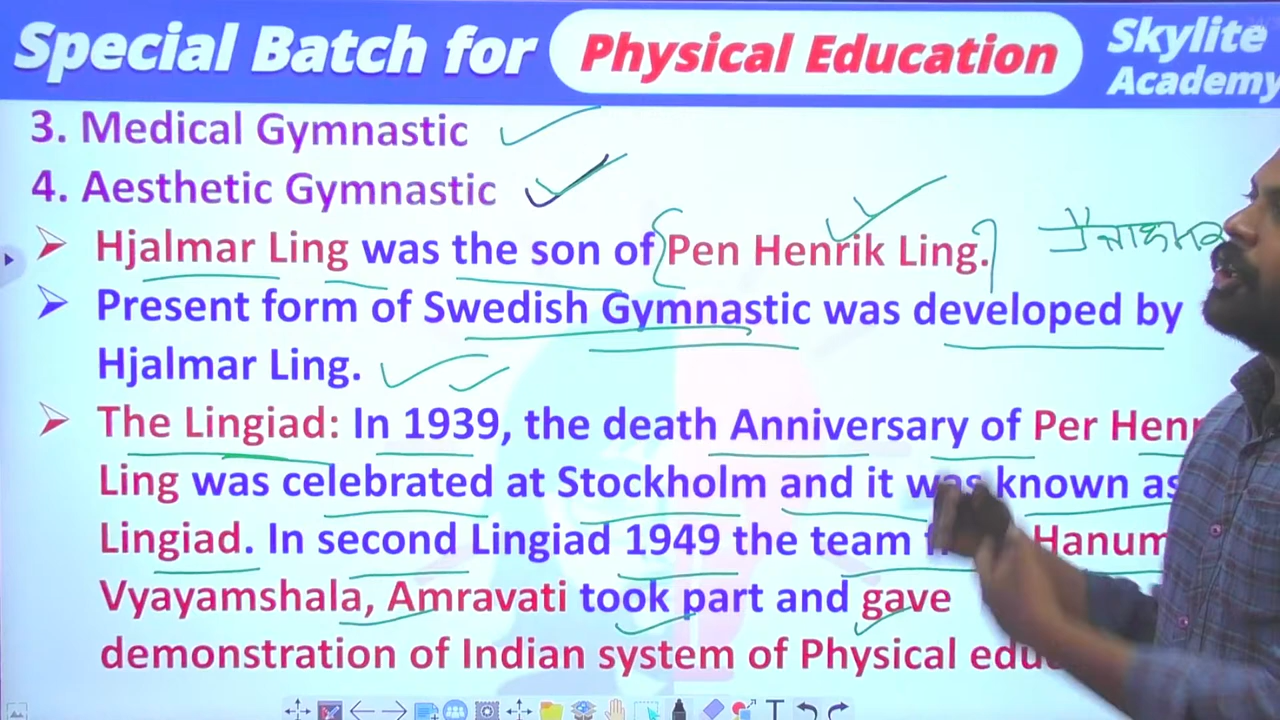 Special Batch for Physical Education Skylite
Academy
3. Medical Gymnastic
4. Aesthetic Gymnastic
Hjalmar Ling was the son of {Pen Henrik Ling.}
Present form of Swedish Gymnastic was developed by
Hjalmar Ling.
The Lingiad: In 1939, the death Anniversary of Per
Ling was celebrated at Stockholm and it was known as
Lingiad. In second Lingiad 1949 the team
Vyayamshala, Amravati took part and gave
demonstration of Indian system of Physical